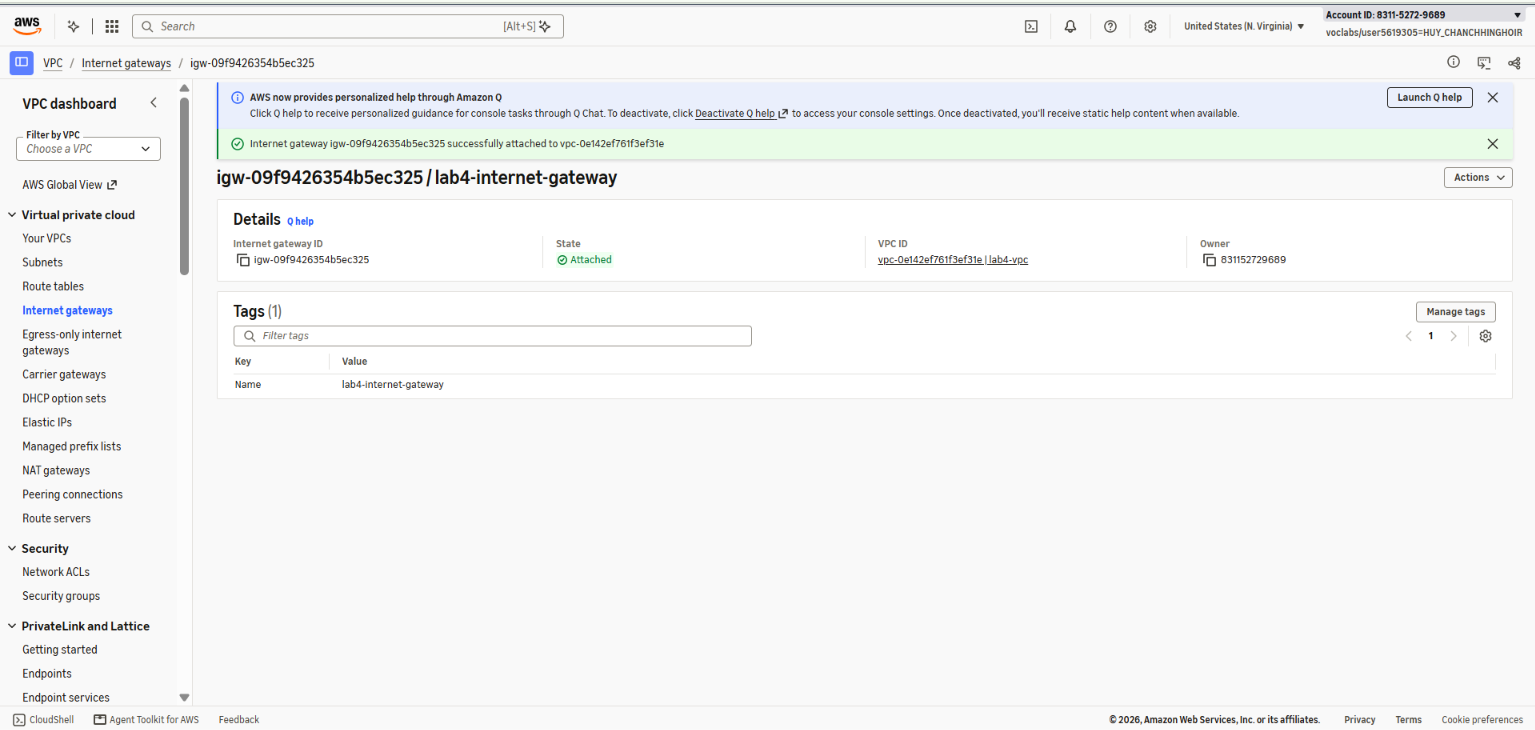 aws
Search
[Alt+S]
United States (N. Virginia)
Account ID: 8311-5272-9689
voclabs/user5619305=HUY_CHANCHHINGHOIR
VPC / Internet gateways / igw-09f9426354b5ec325
VPC dashboard
Filter by VPC
Choose a VPC
AWS Global View
Virtual private cloud
Your VPCs
Subnets
Route tables
Internet gateways
Egress-only internet
gateways
Carrier gateways
DHCP option sets
Elastic IPs
Managed prefix lists
NAT gateways
Peering connections
Route servers
Security
Network ACLs
Security groups
PrivateLink and Lattice
Getting started
Endpoints
Endpoint services
AWS now provides personalized help through Amazon Q
Click Q help to receive personalized guidance for console tasks through Q Chat. To deactivate, click Deactivate Q help to access your console settings. Once deactivated, you'll receive static help content when available.
Launch Q help
Internet gateway igw-09f9426354b5ec325 successfully attached to vpc-0e142ef761f3ef31e
igw-09f9426354b5ec325 / lab4-internet-gateway
Actions
Details Q help
Internet gateway ID
igw-09f9426354b5ec325
State
Attached
VPC ID
vpc-0e142ef761f3ef31e | lab4-vpc
Owner
831152729689
Tags (1)
Manage tags
Filter tags
1
Key Value
Name lab4-internet-gateway
CloudShell Agent Toolkit for AWS Feedback
© 2026, Amazon Web Services, Inc. or its affiliates. Privacy Terms Cookie preferences